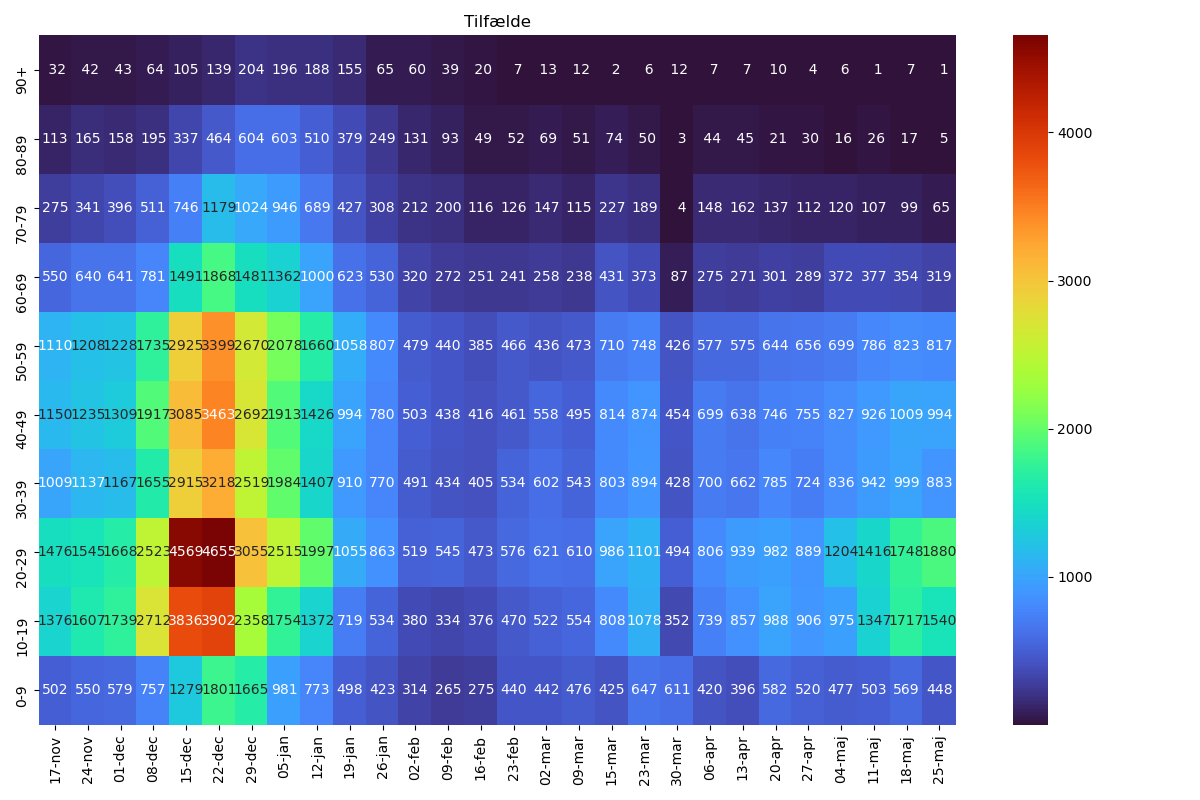 Tilfælde
90+ 32 42 43 64 105 139 204 196 188 155 65 60 39 20 7 13 12 2 6 12 7 7 10 4 6 1 7 1
80-89 113 165 158 195 337 464 604 603 510 379 249 131 93 49 52 69 51 74 50 3 44 45 21 30 16 26 17 5
70-79 275 341 396 511 746 1179 1024 946 689 427 308 212 200 116 126 147 115 227 189 4 148 162 137 112 120 107 99 65
60-69 550 640 641 781 1491 1868 1481 1362 1000 623 530 320 272 251 241 258 238 431 373 87 275 271 301 289 372 377 354 319
50-59 1110 1208 1228 1735 2925 3399 2670 2078 1660 1058 807 479 440 385 466 436 473 710 748 426 577 575 644 656 699 786 823 817
40-49 1150 1235 1309 1917 3085 3463 2692 1913 1426 994 780 503 438 416 461 558 495 814 874 454 699 638 746 755 827 926 1009 994
30-39 1009 1137 1167 1655 2915 3218 2519 1984 1407 910 770 491 434 405 534 602 543 803 894 428 700 662 785 724 836 942 999 883
20-29 1476 1545 1668 2523 4569 4655 3055 2515 1997 1055 863 519 545 473 576 621 610 986 1101 494 806 939 982 889 1204 1416 1748 1880
10-19 1376 1607 1739 2712 3836 3902 2358 1754 1372 719 534 380 334 376 470 522 554 808 1078 352 739 857 988 906 975 1347 1717 1540
0-9 502 550 579 757 1279 1801 1665 981 773 498 423 314 265 275 440 442 476 425 647 611 420 396 582 520 477 503 569 448
17-nov 24-nov 01-dec 08-dec 15-dec 22-dec 29-dec 05-jan 12-jan 19-jan 26-jan 02-feb 09-feb 16-feb 23-feb 02-mar 09-mar 15-mar 23-mar 30-mar 06-apr 13-apr 20-apr 27-apr 04-maj 11-maj 18-maj 25-maj
4000
3000
2000
1000